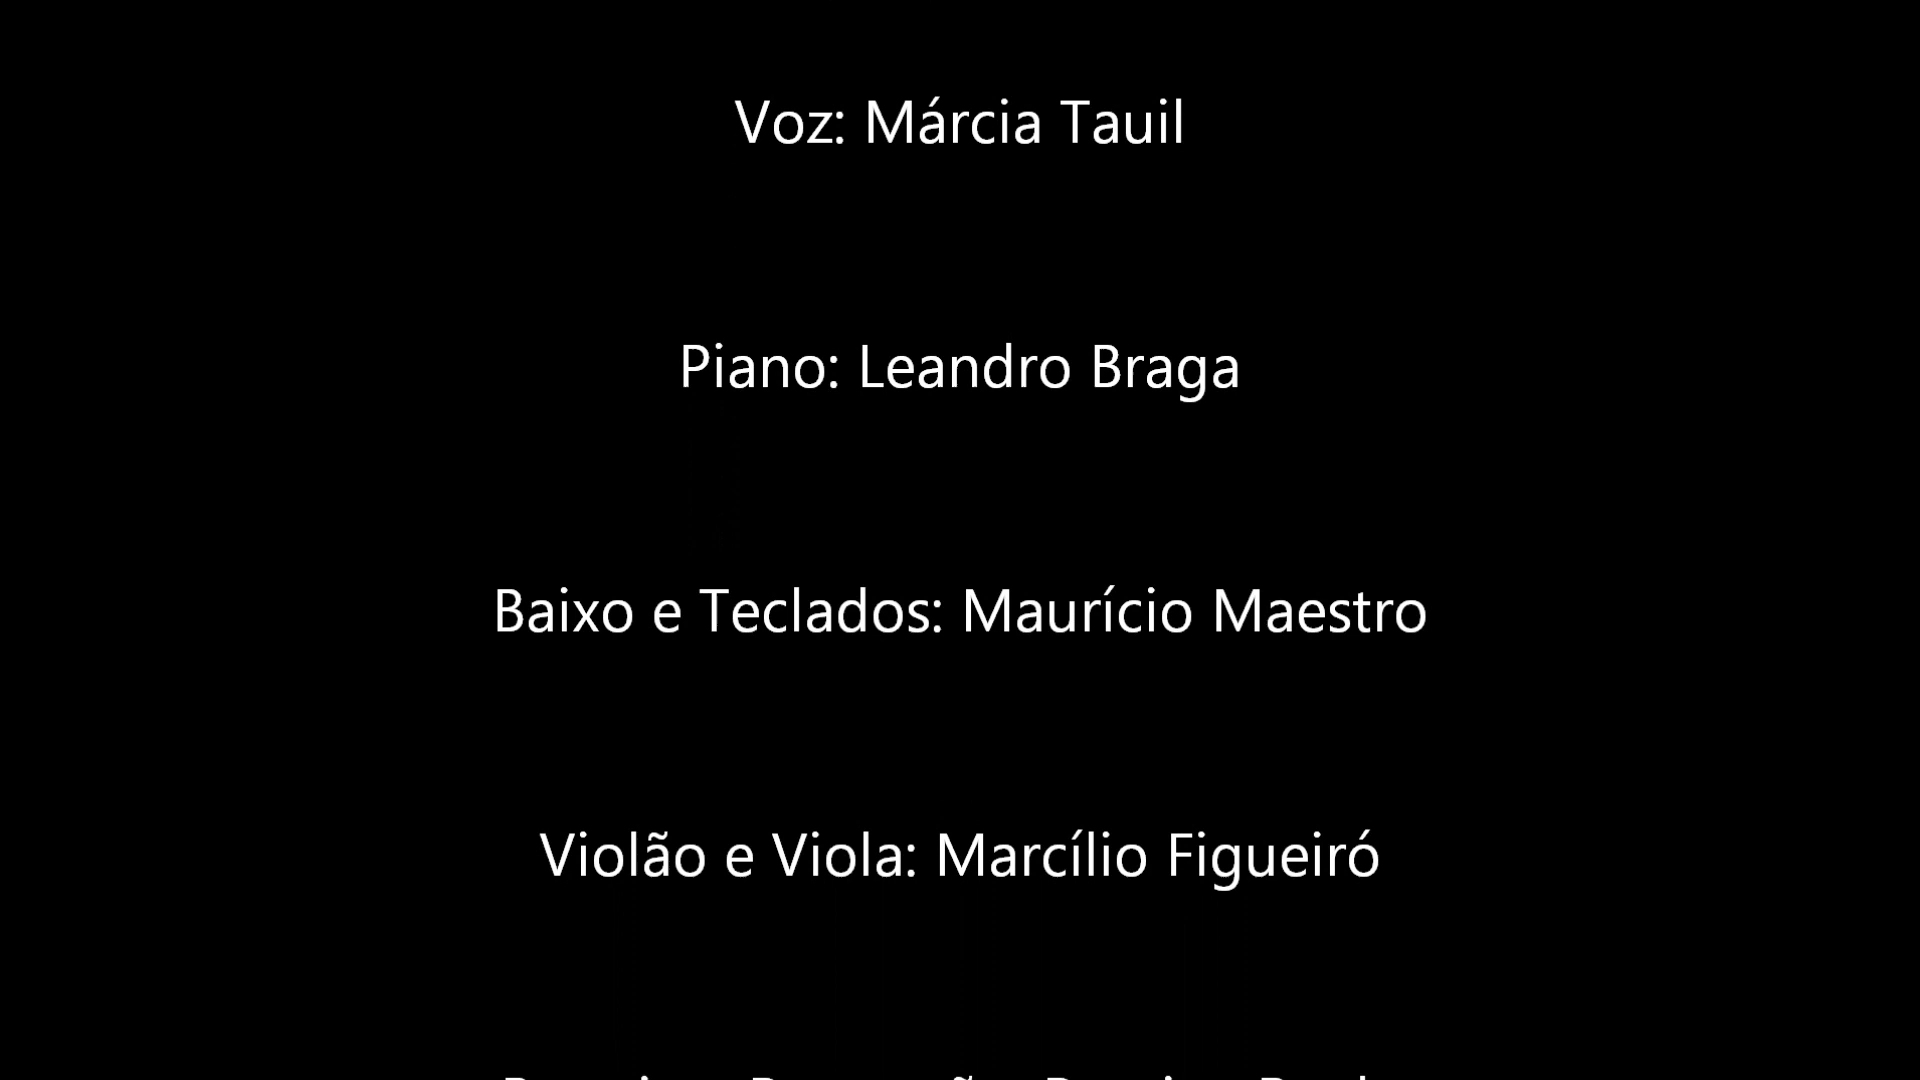 Voz: Márcia Tauil
Piano: Leandro Braga
Baixo e Teclados: Maurício Maestro
Violão e Viola: Marcílio Figueiró